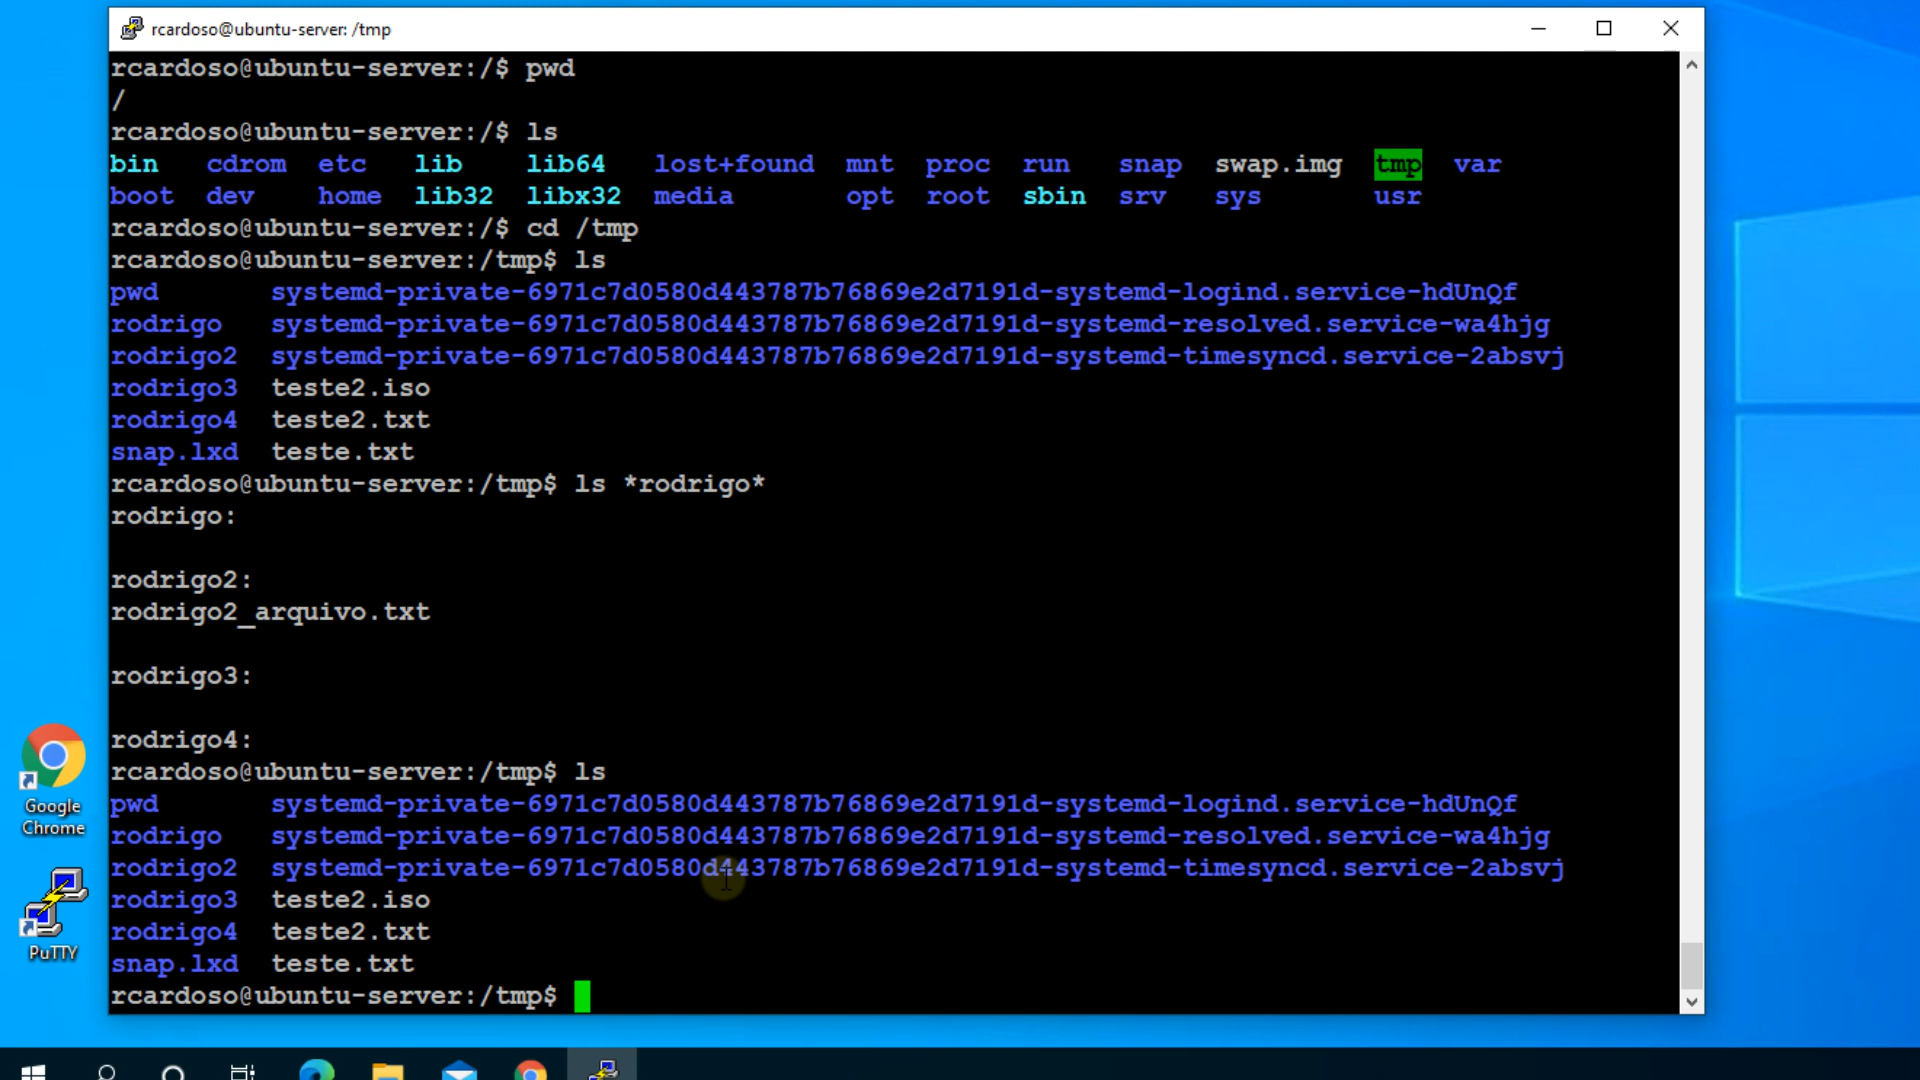 rcardoso@ubuntu-server: /tmp
rcardoso@ubuntu-server:/$ pwd
/
rcardoso@ubuntu-server:/$ ls
bin cdrom etc lib lib64 lost+found mnt proc run snap swap.img tmp var
boot dev home lib32 libx32 media opt root sbin srv sys usr
rcardoso@ubuntu-server:/$ cd /tmp
rcardoso@ubuntu-server:/tmp$ ls
pwd systemd-private-6971c7d0580d443787b76869e2d7191d-systemd-logind.service-hdUnQf
rodrigo systemd-private-6971c7d0580d443787b76869e2d7191d-systemd-resolved.service-wa4hjg
rodrigo2 systemd-private-6971c7d0580d443787b76869e2d7191d-systemd-timesyncd.service-2absvj
rodrigo3 teste2.iso
rodrigo4 teste2.txt
snap.lxd teste.txt
rcardoso@ubuntu-server:/tmp$ ls *rodrigo*
rodrigo:
rodrigo2:
rodrigo2_arquivo.txt
rodrigo3:
rodrigo4:
rcardoso@ubuntu-server:/tmp$ ls
pwd systemd-private-6971c7d0580d443787b76869e2d7191d-systemd-logind.service-hdUnQf
rodrigo systemd-private-6971c7d0580d443787b76869e2d7191d-systemd-resolved.service-wa4hjg
rodrigo2 systemd-private-6971c7d0580d443787b76869e2d7191d-systemd-timesyncd.service-2absvj
rodrigo3 teste2.iso
rodrigo4 teste2.txt
snap.lxd teste.txt
rcardoso@ubuntu-server:/tmp$
Google
Chrome
PuTTY